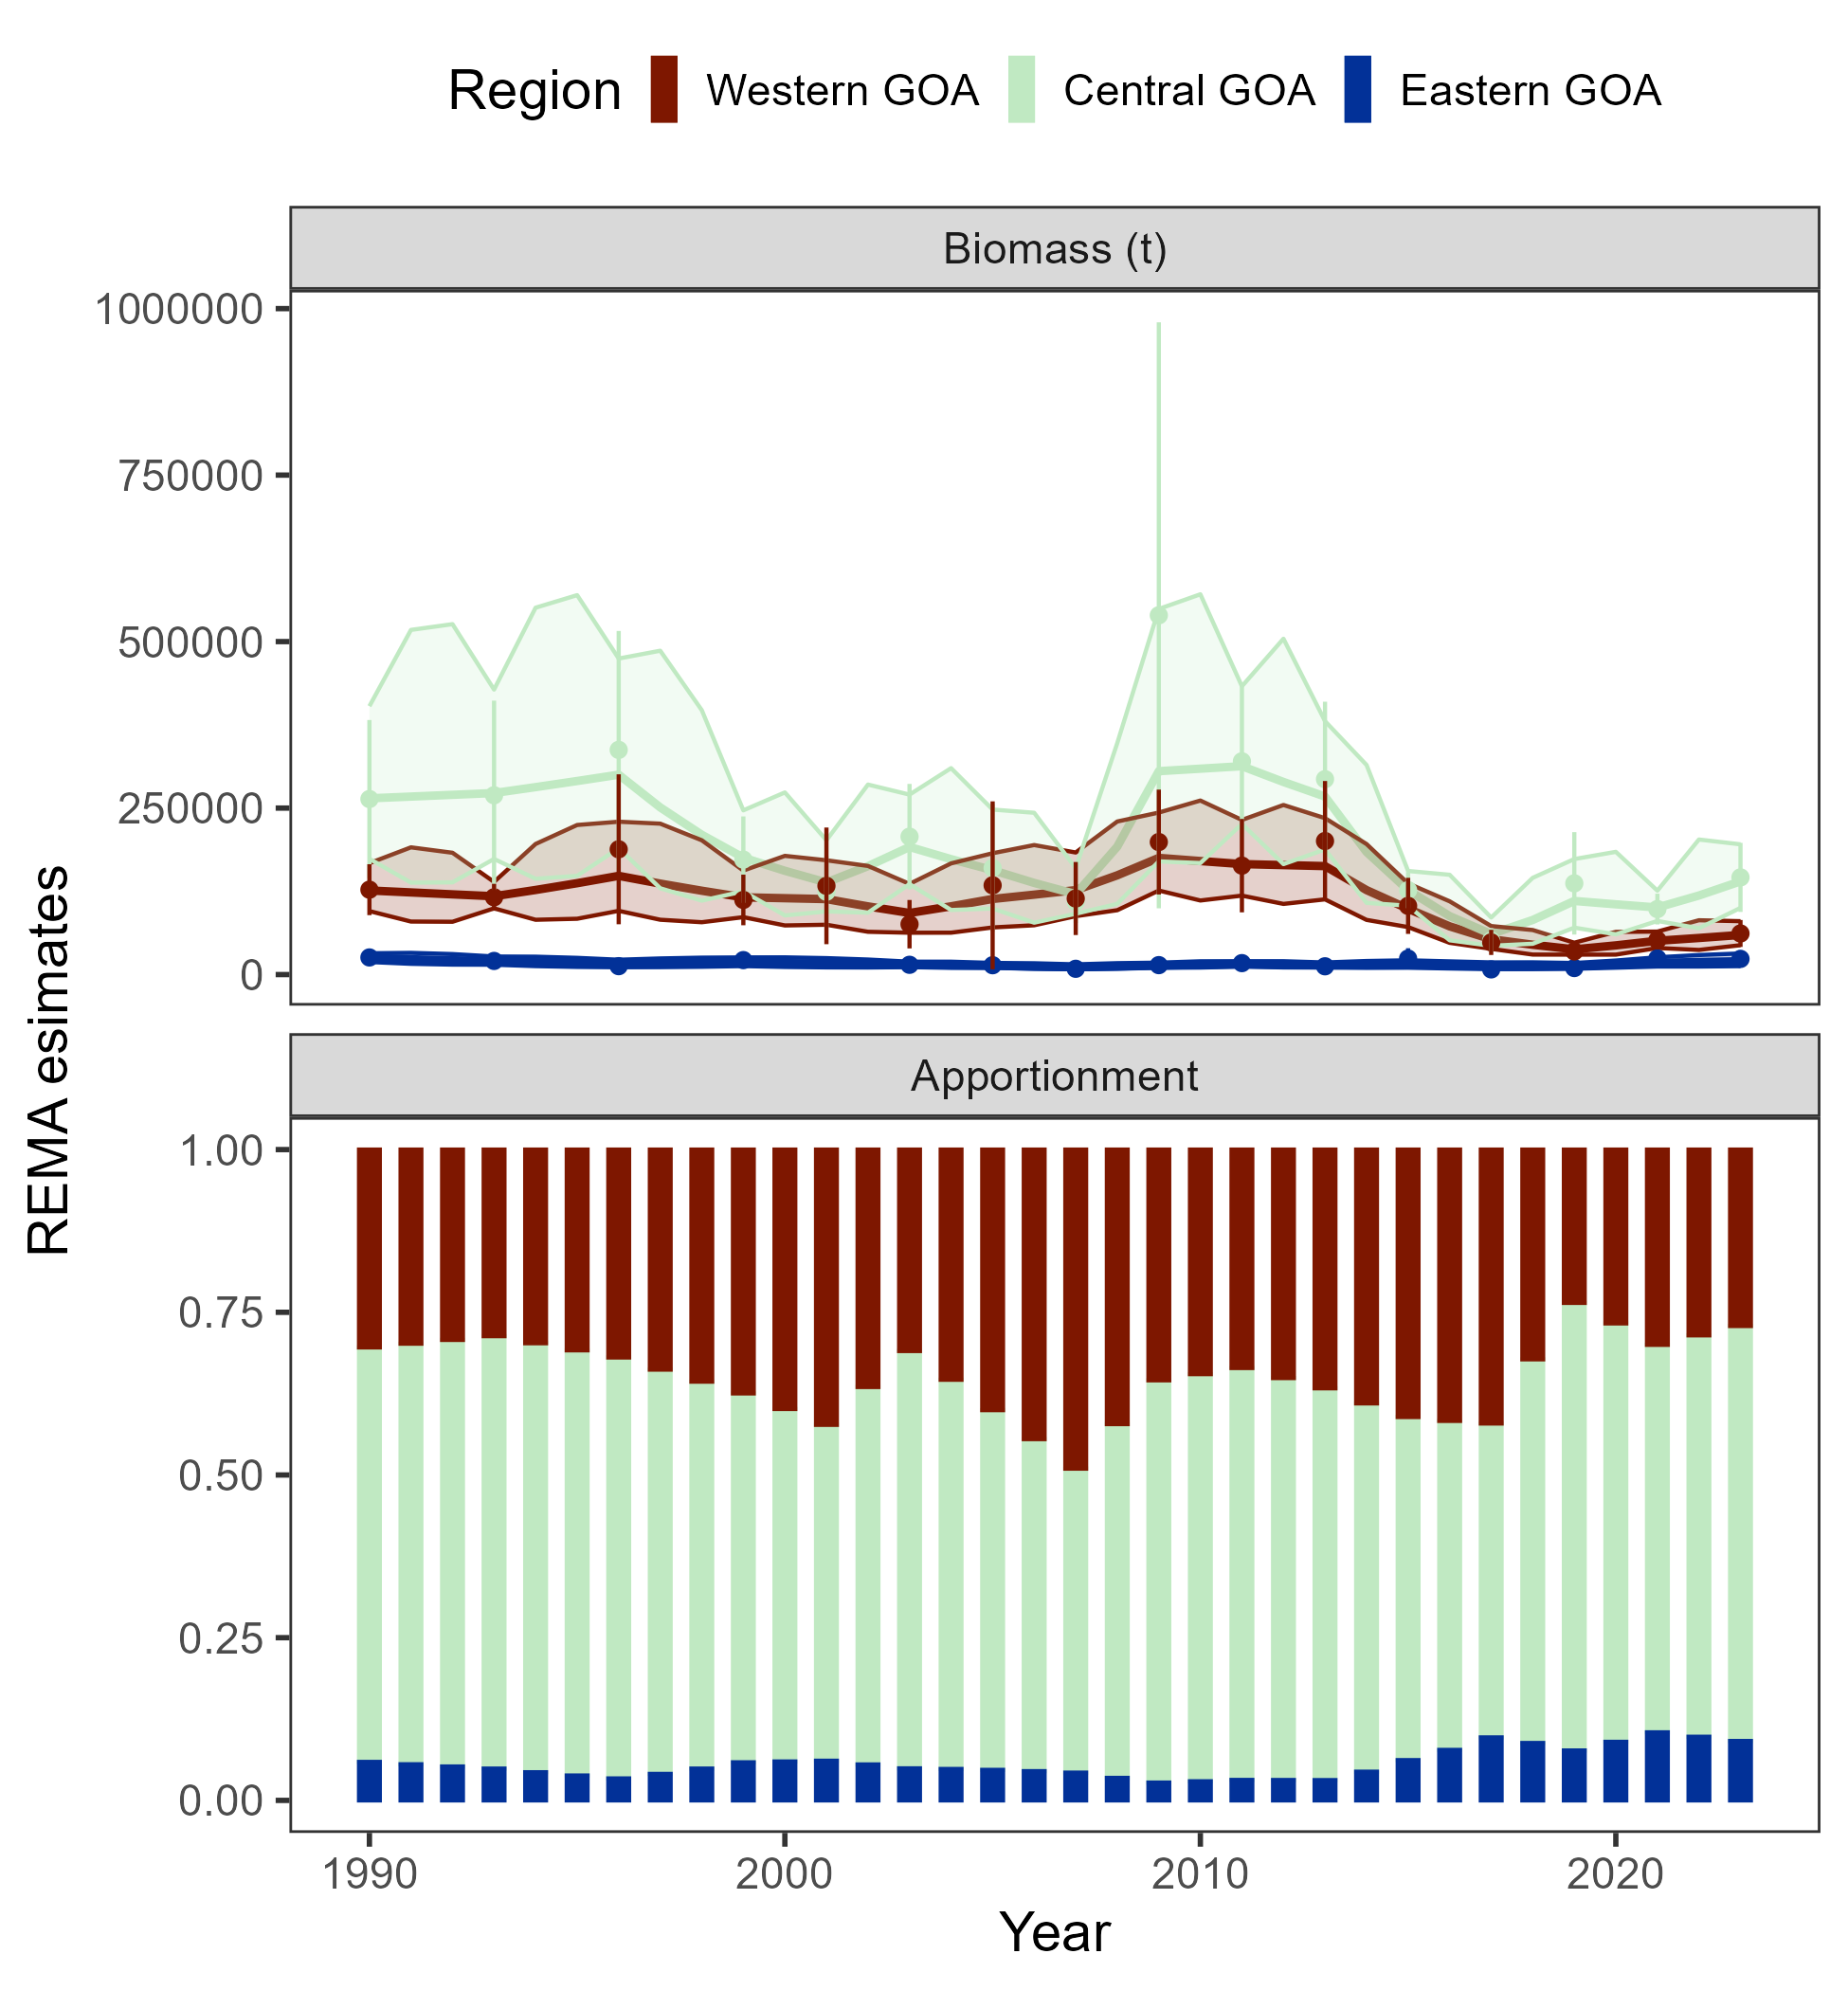 Region Western GOA Central GOA Eastern GOA
Biomass (t)
1000000
750000
500000
250000
0
REMA esimates
Apportionment
1.00
0.75
0.50
0.25
0.00
1990 2000 2010 2020
Year